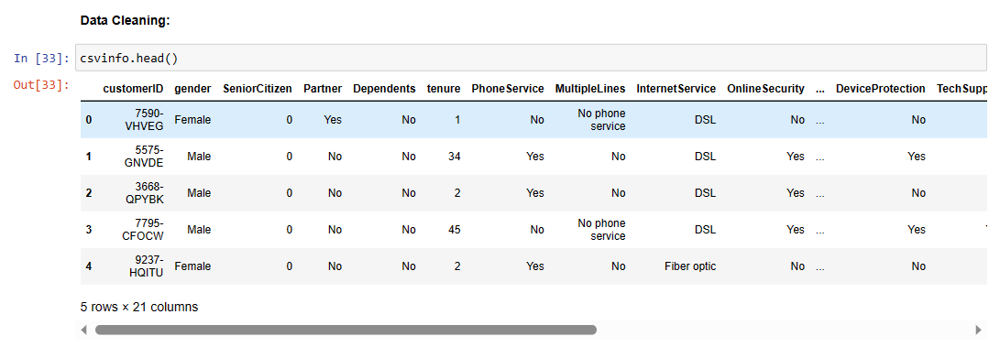 Data Cleaning:
In [33]: csvinfo.head()
Out[33]:
customerID gender SeniorCitizen Partner Dependents tenure PhoneService MultipleLines InternetService OnlineSecurity ... DeviceProtection TechSupp
0 7590-VHVEG Female 0 Yes No 1 No No phone service DSL No ... No
1 5575-GNVDE Male 0 No No 34 Yes No DSL Yes ... Yes
2 3668-QPYBK Male 0 No No 2 Yes No DSL Yes ... No
3 7795-CFOCW Male 0 No No 45 No No phone service DSL Yes ... Yes
4 9237-HQITU Female 0 No No 2 Yes No Fiber optic No ... No
5 rows × 21 columns